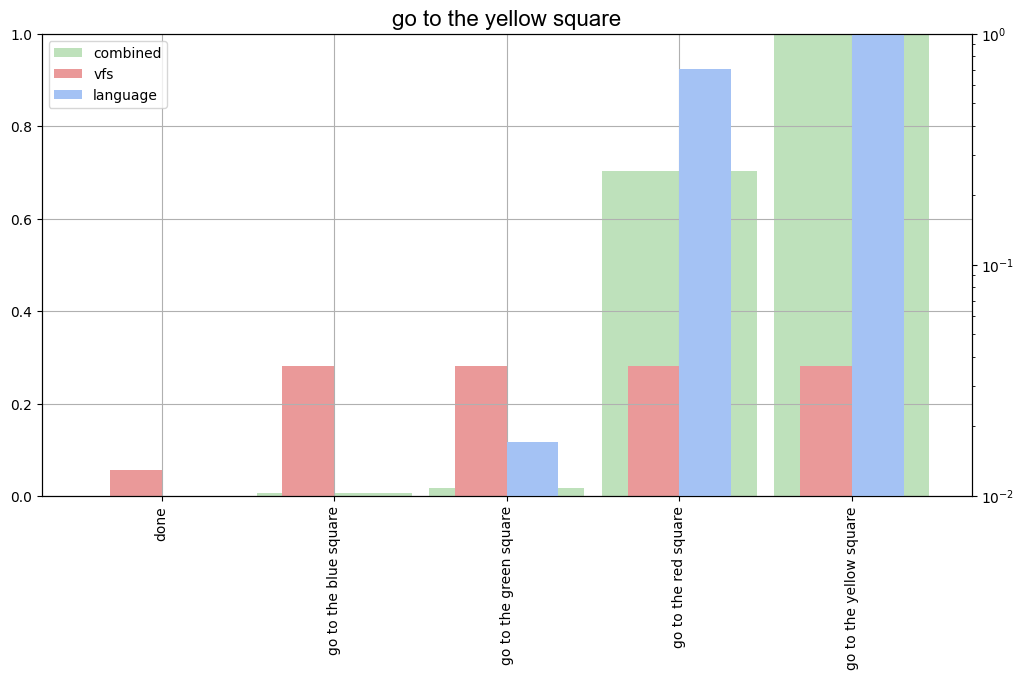 go to the yellow square
combined
vfs
language
1.0
0.8
0.6
0.4
0.2
0.0
10⁰
10⁻¹
10⁻²
done
go to the blue square
go to the green square
go to the red square
go to the yellow square